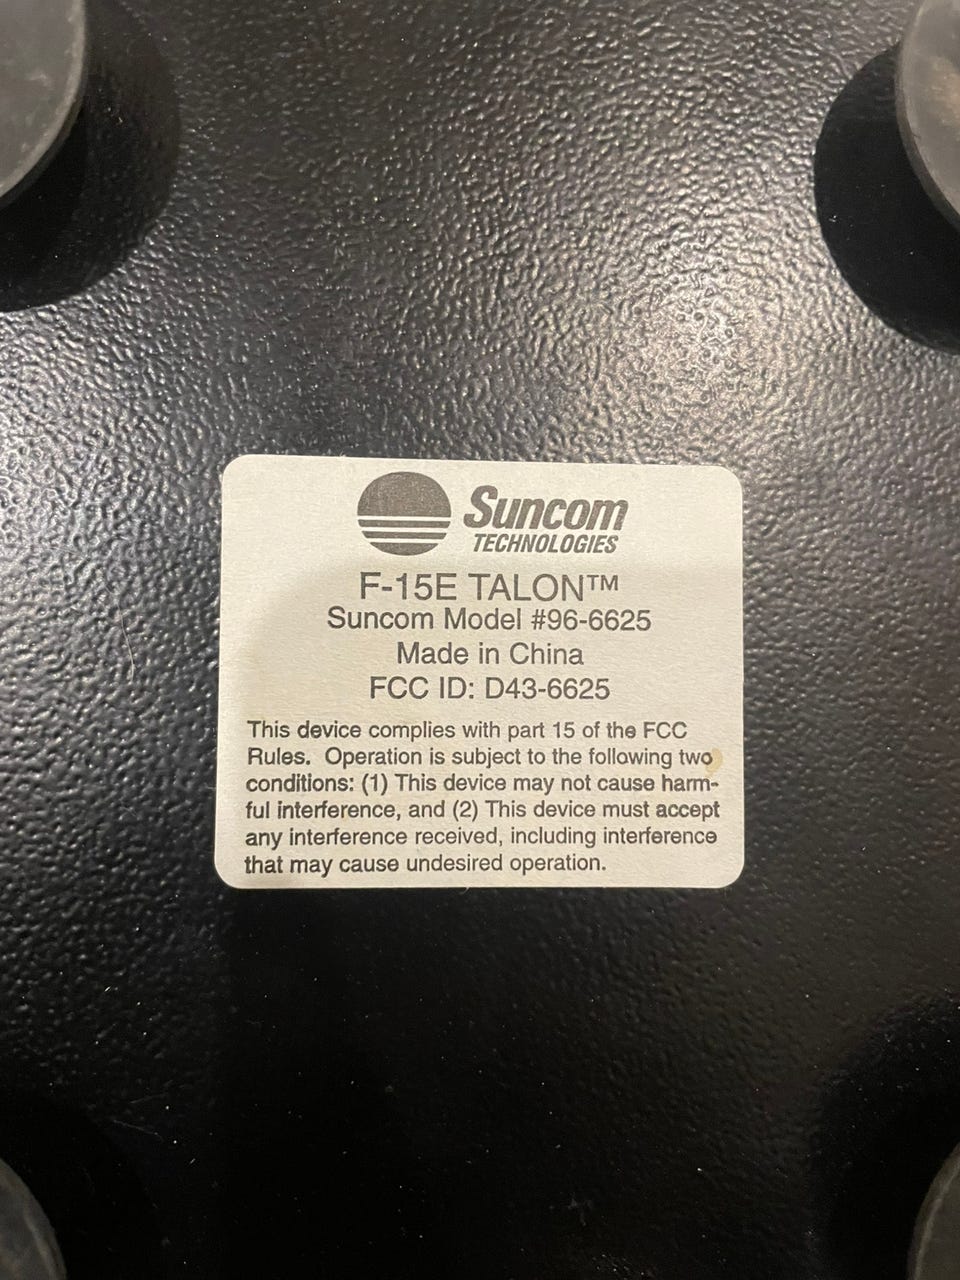 Suncom
TECHNOLOGIES
F-15E TALON™
Suncom Model #96-6625
Made in China
FCC ID: D43-6625
This device complies with part 15 of the FCC
Rules.  Operation is subject to the following two
conditions: (1) This device may not cause harm-
ful interference, and (2) This device must accept
any interference received, including interference
that may cause undesired operation.